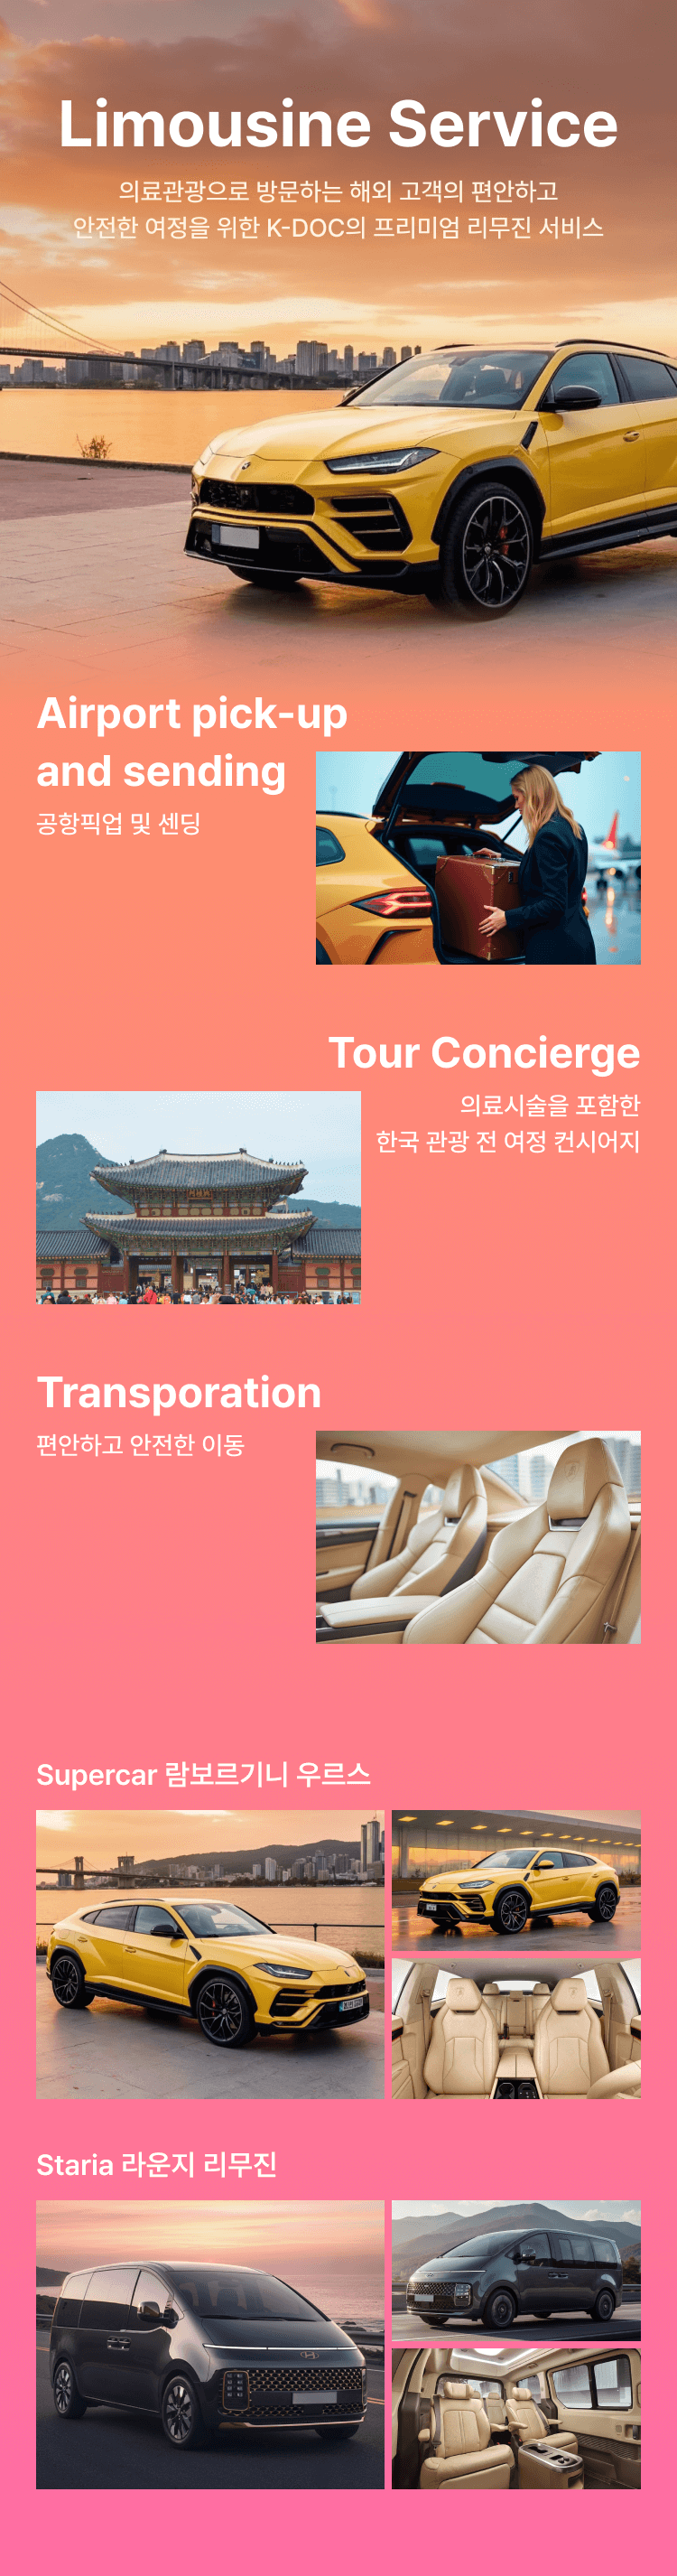 Limousine Service
의료관광으로 방문하는 해외 고객의 편안하고
안전한 여정을 위한 K-DOC의 프리미엄 리무진 서비스
Airport pick-up
and sending
공항픽업 및 센딩
Tour Concierge
의료시술을 포함한
한국 관광 전 여정 컨시어지
Transporation
편안하고 안전한 이동
Supercar 람보르기니 우르스
Staria 라운지 리무진